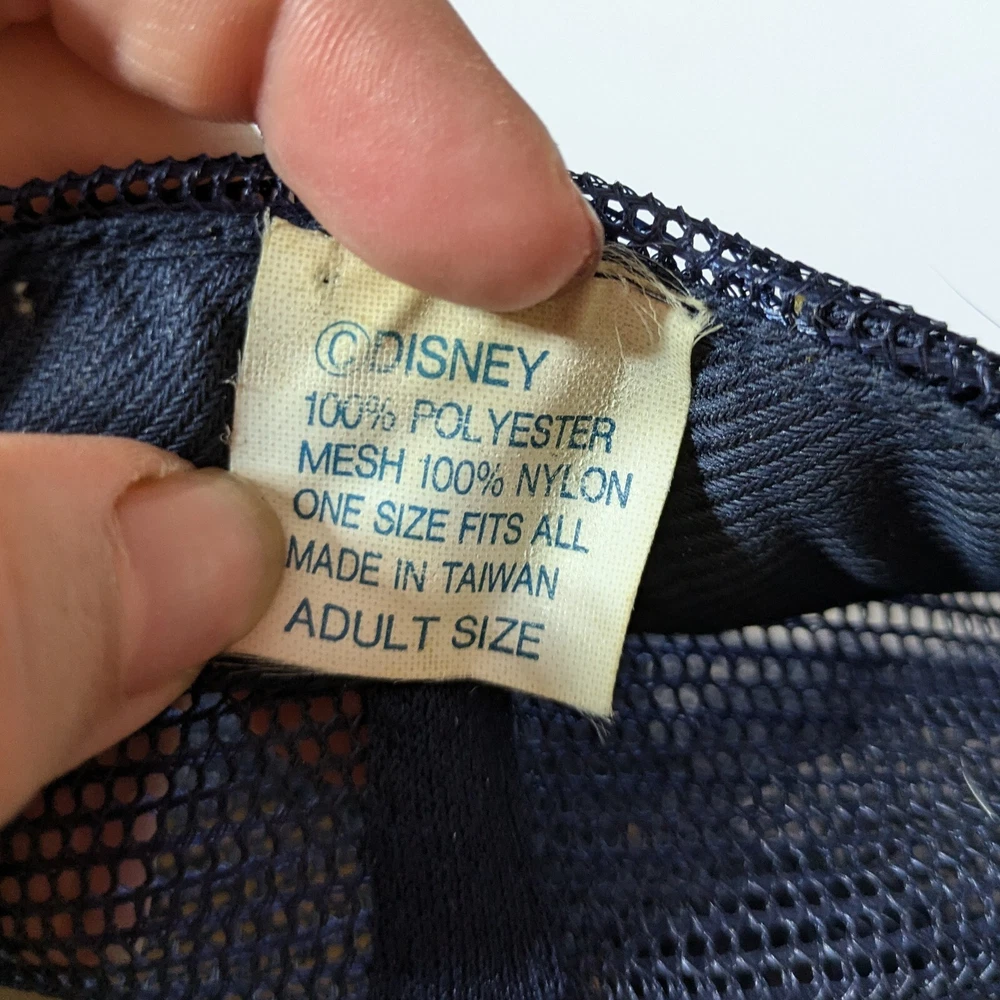 ©DISNEY
100% POLYESTER
MESH 100% NYLON
ONE SIZE FITS ALL
MADE IN TAIWAN
ADULT SIZE